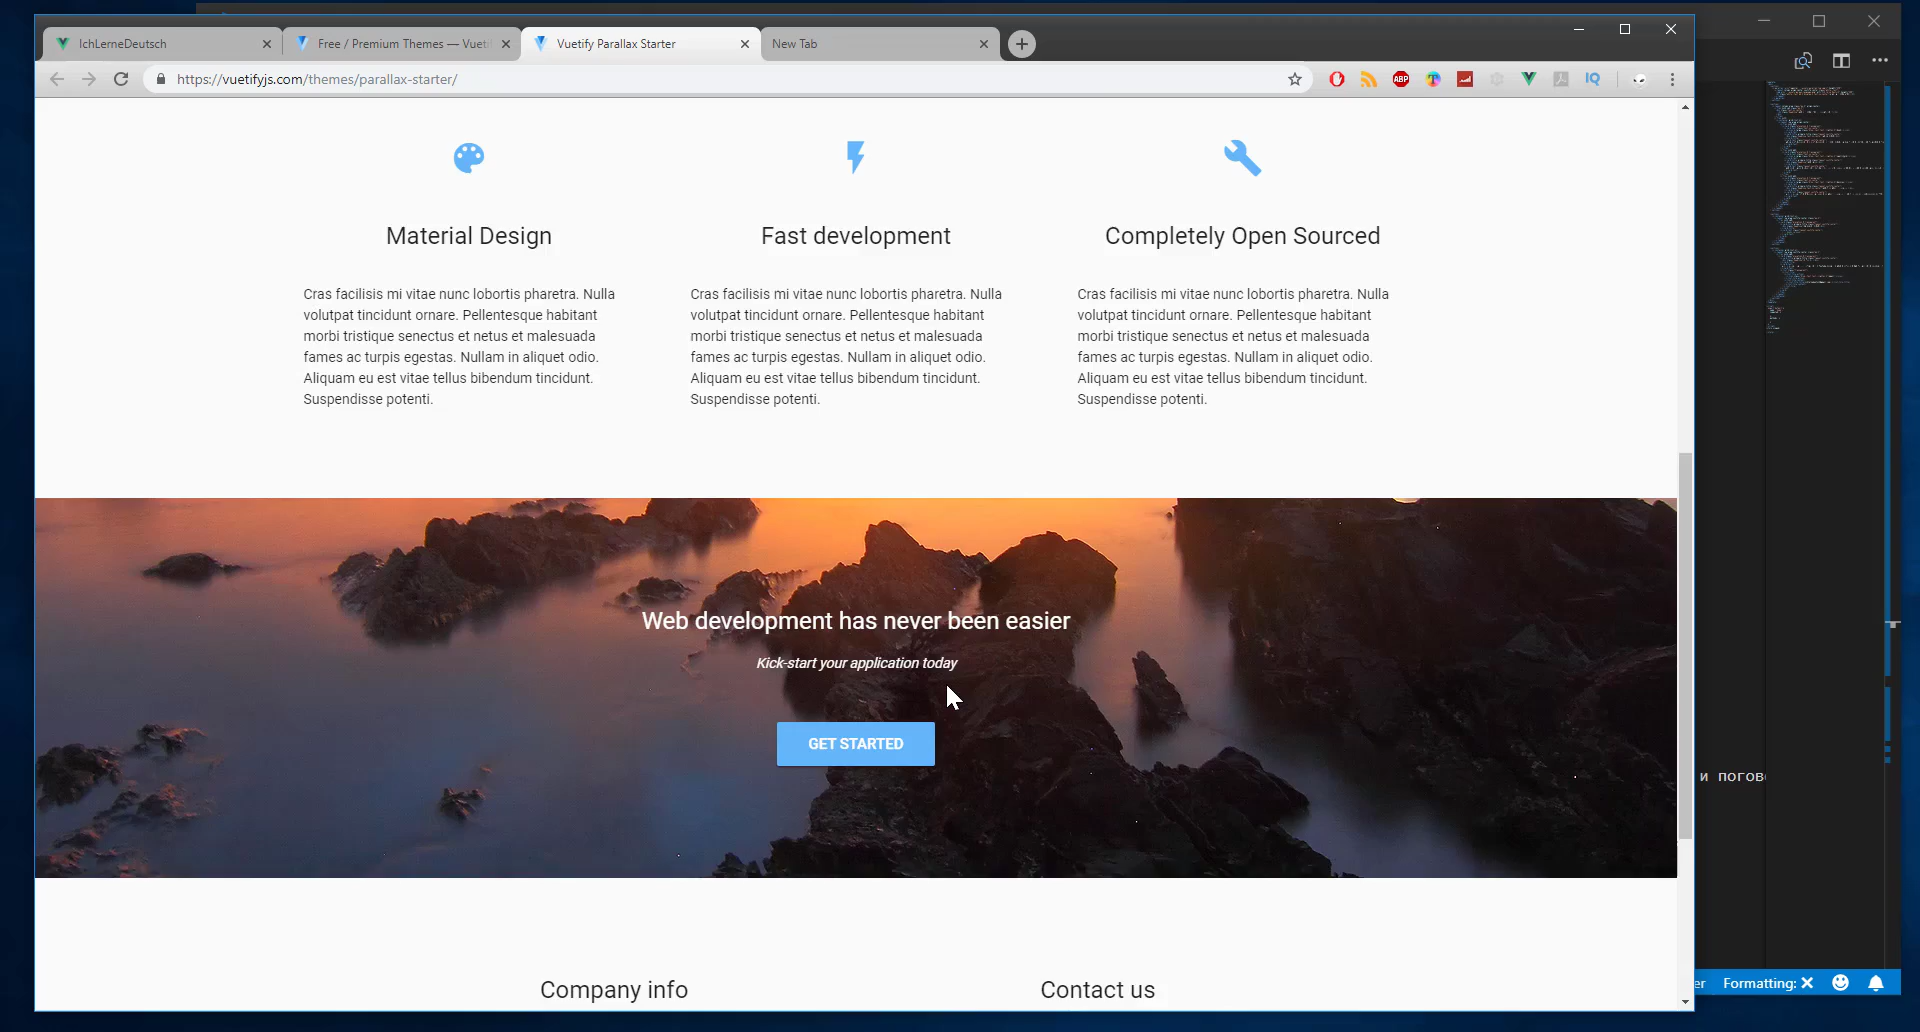 IchLerneDeutsch
Free / Premium Themes — Vueti
Vuetify Parallax Starter
New Tab
https://vuetifyjs.com/themes/parallax-starter/
ABP
IQ
Material Design
Cras facilisis mi vitae nunc lobortis pharetra. Nulla
volutpat tincidunt ornare. Pellentesque habitant
morbi tristique senectus et netus et malesuada
fames ac turpis egestas. Nullam in aliquet odio.
Aliquam eu est vitae tellus bibendum tincidunt.
Suspendisse potenti.
Fast development
Cras facilisis mi vitae nunc lobortis pharetra. Nulla
volutpat tincidunt ornare. Pellentesque habitant
morbi tristique senectus et netus et malesuada
fames ac turpis egestas. Nullam in aliquet odio.
Aliquam eu est vitae tellus bibendum tincidunt.
Suspendisse potenti.
Completely Open Sourced
Cras facilisis mi vitae nunc lobortis pharetra. Nulla
volutpat tincidunt ornare. Pellentesque habitant
morbi tristique senectus et netus et malesuada
fames ac turpis egestas. Nullam in aliquet odio.
Aliquam eu est vitae tellus bibendum tincidunt.
Suspendisse potenti.
Web development has never been easier
Kick-start your application today
GET STARTED
и погов
Company info
Contact us
er Formatting: ✕